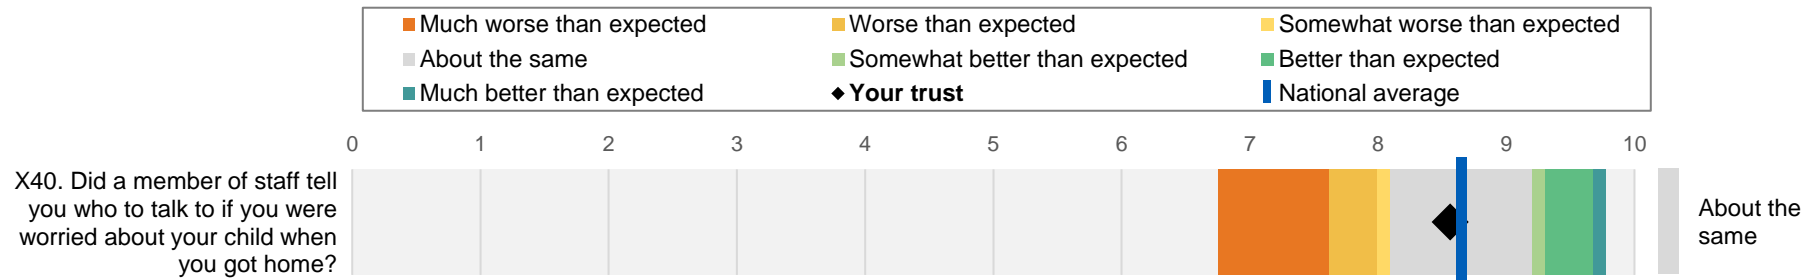 Much worse than expected
Worse than expected
Somewhat worse than expected
About the same
Somewhat better than expected
Better than expected
Much better than expected
Your trust
National average
0 1 2 3 4 5 6 7 8 9 10
X40. Did a member of staff tell
you who to talk to if you were
worried about your child when
you got home?
About the
same